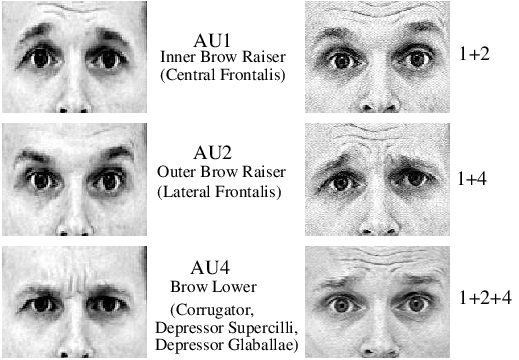 AU1
Inner Brow Raiser
(Central Frontalis)
1+2
AU2
Outer Brow Raiser
(Lateral Frontalis)
1+4
AU4
Brow Lower
(Corrugator,
Depressor Supercilli,
Depressor Glaballae)
1+2+4